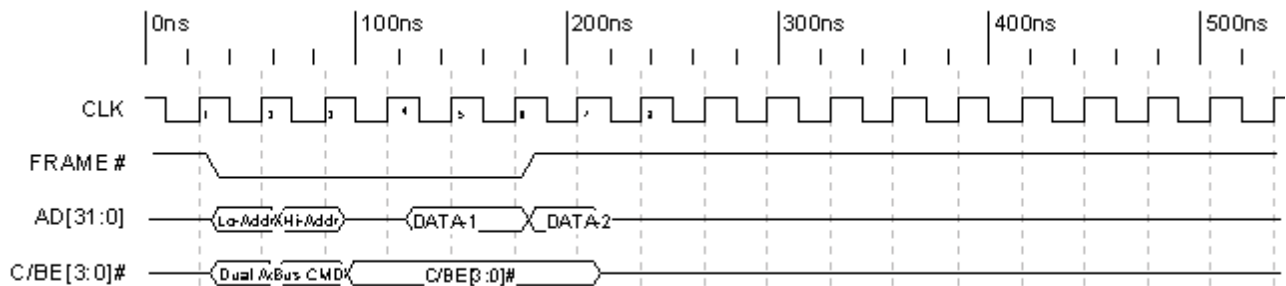 0ns 100ns 200ns 300ns 400ns 500ns
CLK 1 2 3 4 5 6 7 8
FRAME#
AD[31:0] Lo-Addr Hi-Addr DATA-1 DATA-2
C/BE[3:0]# Dual A Bus CMD C/BE[3:0]#